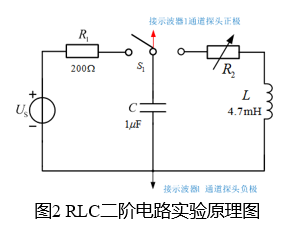 接示波器1通道探头正极
R₁
200Ω
S₁
R₂
+
Uₛ
−
C
1μF
L
4.7mH
接示波器1 通道探头负极
图2 RLC二阶电路实验原理图